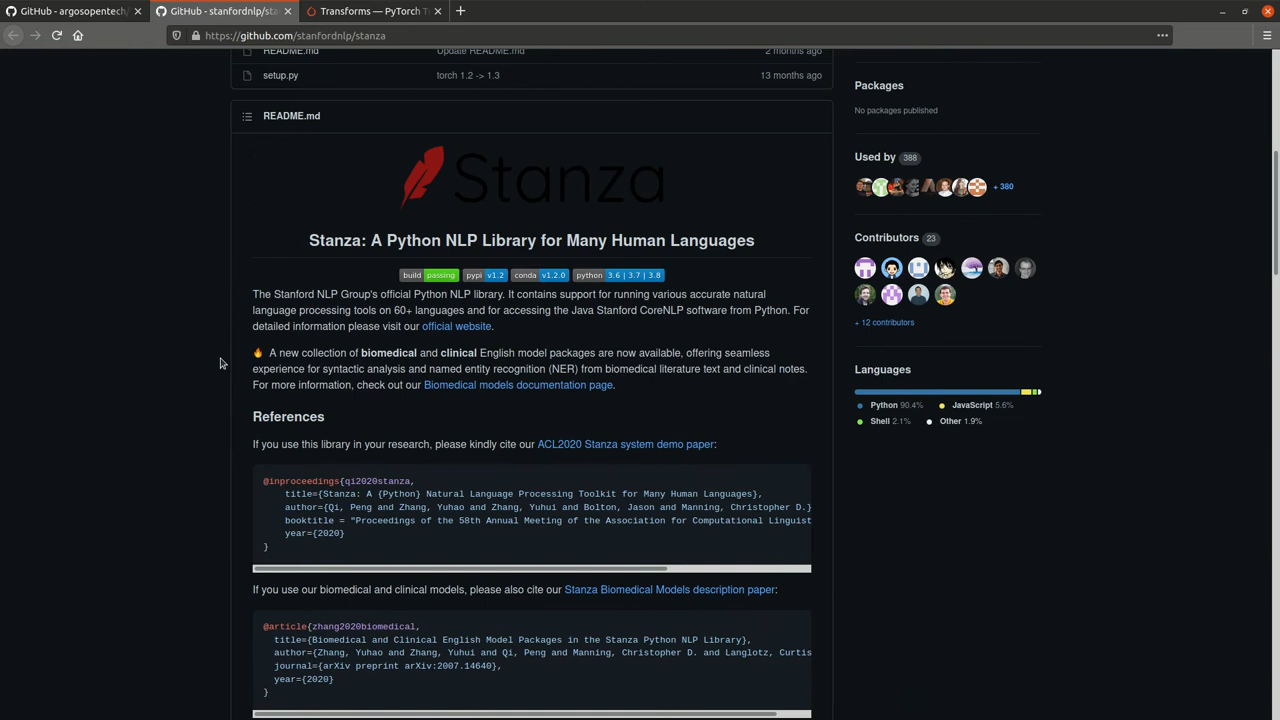 GitHub - argosopentech/
GitHub - stanfordnlp/sta
Transforms — PyTorch T
https://github.com/stanfordnlp/stanza
README.md
Update README.md
2 months ago
setup.py
torch 1.2 -> 1.3
13 months ago
README.md
Stanza
Stanza: A Python NLP Library for Many Human Languages
build passing pypi v1.2 conda v1.2.0 python 3.6 | 3.7 | 3.8
The Stanford NLP Group's official Python NLP library. It contains support for running various accurate natural
language processing tools on 60+ languages and for accessing the Java Stanford CoreNLP software from Python. For
detailed information please visit our official website.
A new collection of biomedical and clinical English model packages are now available, offering seamless
experience for syntactic analysis and named entity recognition (NER) from biomedical literature text and clinical notes.
For more information, check out our Biomedical models documentation page.
References
If you use this library in your research, please kindly cite our ACL2020 Stanza system demo paper:
@inproceedings{qi2020stanza,
title={Stanza: A {Python} Natural Language Processing Toolkit for Many Human Languages},
author={Qi, Peng and Zhang, Yuhao and Zhang, Yuhui and Bolton, Jason and Manning, Christopher D.}
booktitle = "Proceedings of the 58th Annual Meeting of the Association for Computational Linguist
year={2020}
}
If you use our biomedical and clinical models, please also cite our Stanza Biomedical Models description paper:
@article{zhang2020biomedical,
title={Biomedical and Clinical English Model Packages in the Stanza Python NLP Library},
author={Zhang, Yuhao and Zhang, Yuhui and Qi, Peng and Manning, Christopher D. and Langlotz, Curtis
journal={arXiv preprint arXiv:2007.14640},
year={2020}
}
Packages
No packages published
Used by 388
+ 380
Contributors 23
+ 12 contributors
Languages
Python 90.4% JavaScript 5.6%
Shell 2.1% Other 1.9%